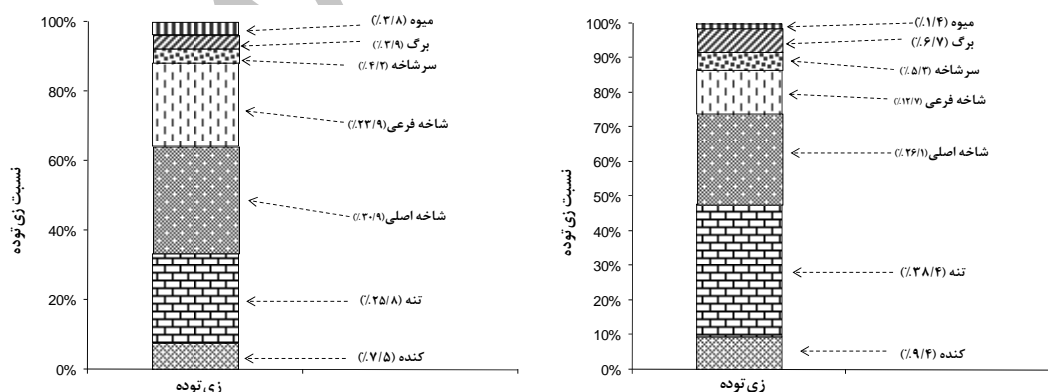 100%
80%
60%
40%
20%
0%
نسبت زی توده
میوه (٪۳/۸)
برگ (٪۳/۹)
سرشاخه (٪۴/۲)
شاخه فرعی(٪۲۳/۹)
شاخه اصلی(٪۳۰/۹)
تنه (٪۲۵/۸)
کنده (٪۷/۵)
زی‌توده
100%
90%
80%
70%
60%
50%
40%
30%
20%
10%
0%
نسبت زی توده
میوه (٪۱/۴)
برگ (٪۶/۷)
سرشاخه (٪۵/۳)
شاخه فرعی (٪۱۲/۷)
شاخه اصلی(٪۲۶/۱)
تنه (٪۳۸/۴)
کنده (٪۹/۴)
زی‌توده